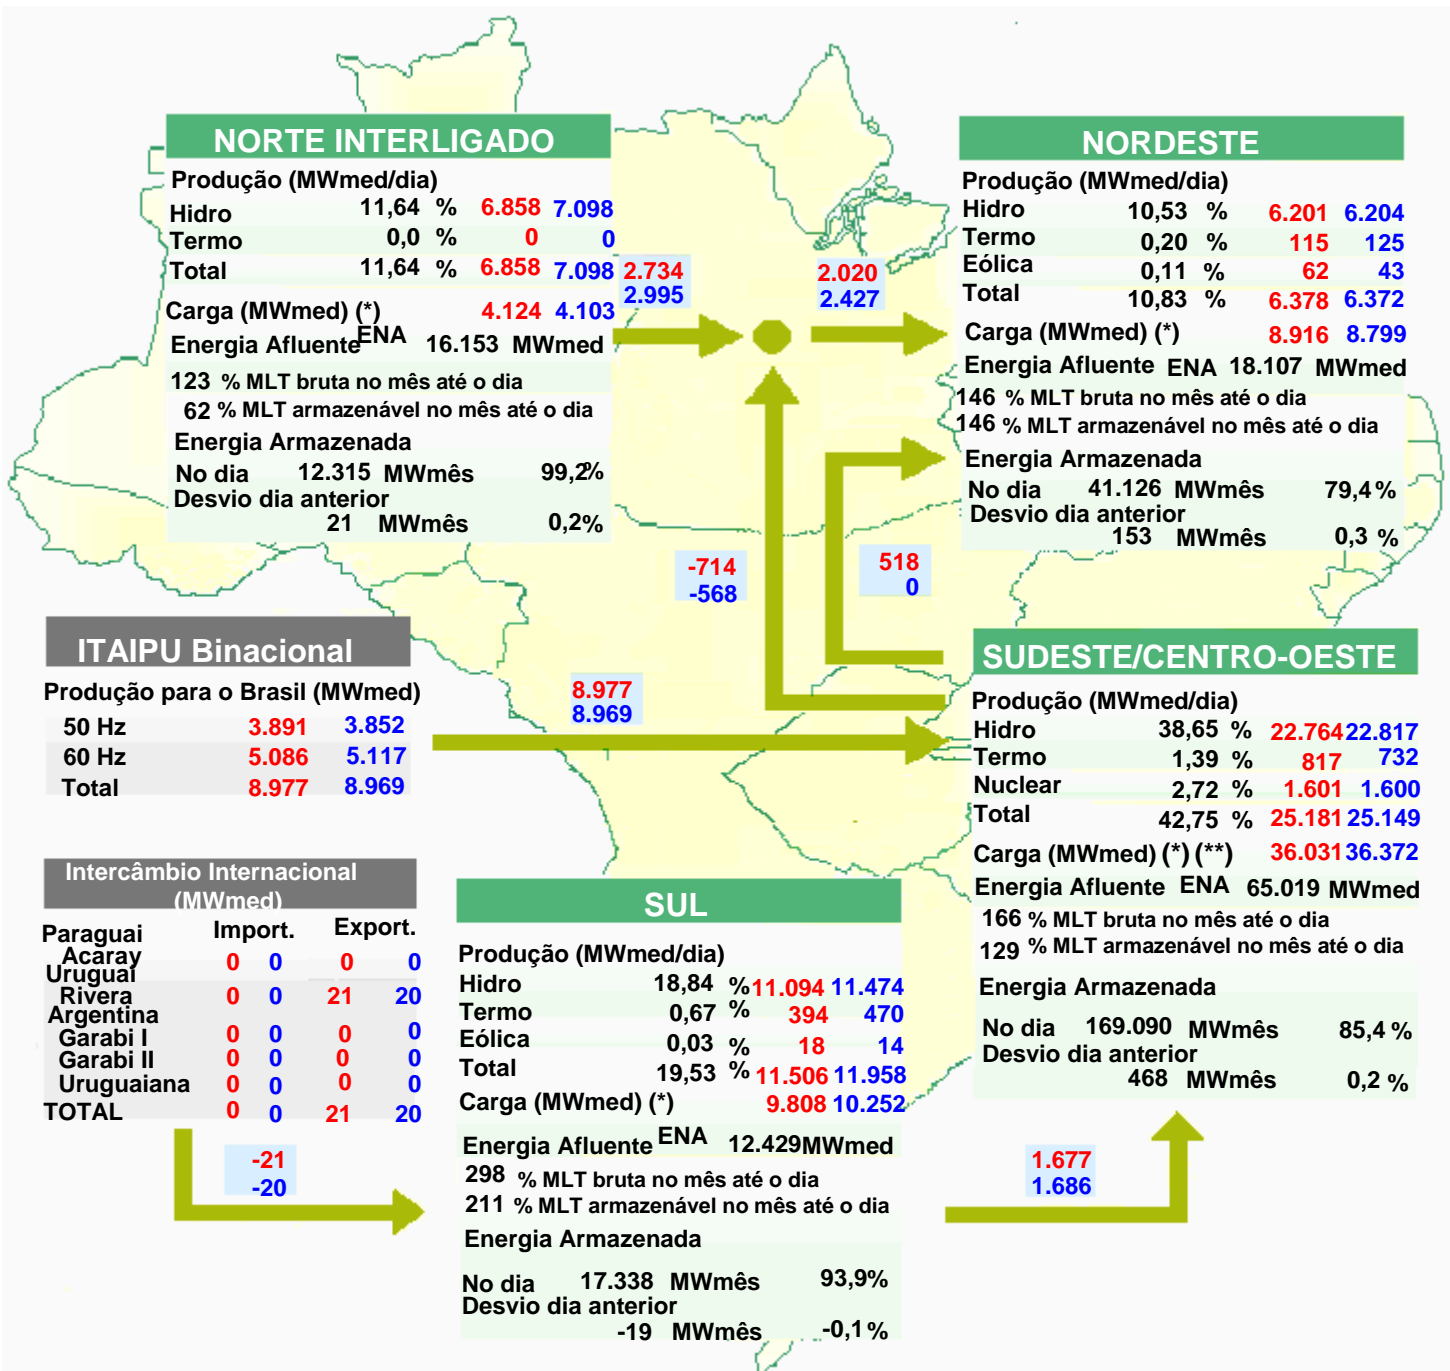 NORTE INTERLIGADO
Produção (MWmed/dia)
Hidro 11,64 % 6.858 7.098
Termo 0,0 % 0 0
Total 11,64 % 6.858 7.098
Carga (MWmed) (*) 4.124 4.103
Energia Afluente ENA 16.153 MWmed
123 % MLT bruta no mês até o dia
62 % MLT armazenável no mês até o dia
Energia Armazenada
No dia 12.315 MWmês 99,2%
Desvio dia anterior
21 MWmês 0,2%
2.734
2.995
2.020
2.427
NORDESTE
Produção (MWmed/dia)
Hidro 10,53 % 6.201 6.204
Termo 0,20 % 115 125
Eólica 0,11 % 62 43
Total 10,83 % 6.378 6.372
Carga (MWmed) (*) 8.916 8.799
Energia Afluente ENA 18.107 MWmed
146 % MLT bruta no mês até o dia
146 % MLT armazenável no mês até o dia
Energia Armazenada
No dia 41.126 MWmês 79,4%
Desvio dia anterior
153 MWmês 0,3 %
-714
-568
518
0
ITAIPU Binacional
Produção para o Brasil (MWmed)
50 Hz 3.891 3.852
60 Hz 5.086 5.117
Total 8.977 8.969
8.977
8.969
SUDESTE/CENTRO-OESTE
Produção (MWmed/dia)
Hidro 38,65 % 22.764 22.817
Termo 1,39 % 817 732
Nuclear 2,72 % 1.601 1.600
Total 42,75 % 25.181 25.149
Carga (MWmed) (*) (**) 36.031 36.372
Energia Afluente ENA 65.019 MWmed
166 % MLT bruta no mês até o dia
129 % MLT armazenável no mês até o dia
Energia Armazenada
No dia 169.090 MWmês 85,4 %
Desvio dia anterior
468 MWmês 0,2 %
Intercâmbio Internacional
(MWmed)
Import. Export.
Paraguai
Acaray 0 0 0 0
Uruguai
Rivera 0 0 21 20
Argentina
Garabi I 0 0 0 0
Garabi II 0 0 0 0
Uruguaiana 0 0 0 0
TOTAL 0 0 21 20
-21
-20
SUL
Produção (MWmed/dia)
Hidro 18,84 % 11.094 11.474
Termo 0,67 % 394 470
Eólica 0,03 % 18 14
Total 19,53 % 11.506 11.958
Carga (MWmed) (*) 9.808 10.252
Energia Afluente ENA 12.429MWmed
298 % MLT bruta no mês até o dia
211 % MLT armazenável no mês até o dia
Energia Armazenada
No dia 17.338 MWmês 93,9%
Desvio dia anterior
-19 MWmês -0,1%
1.677
1.686